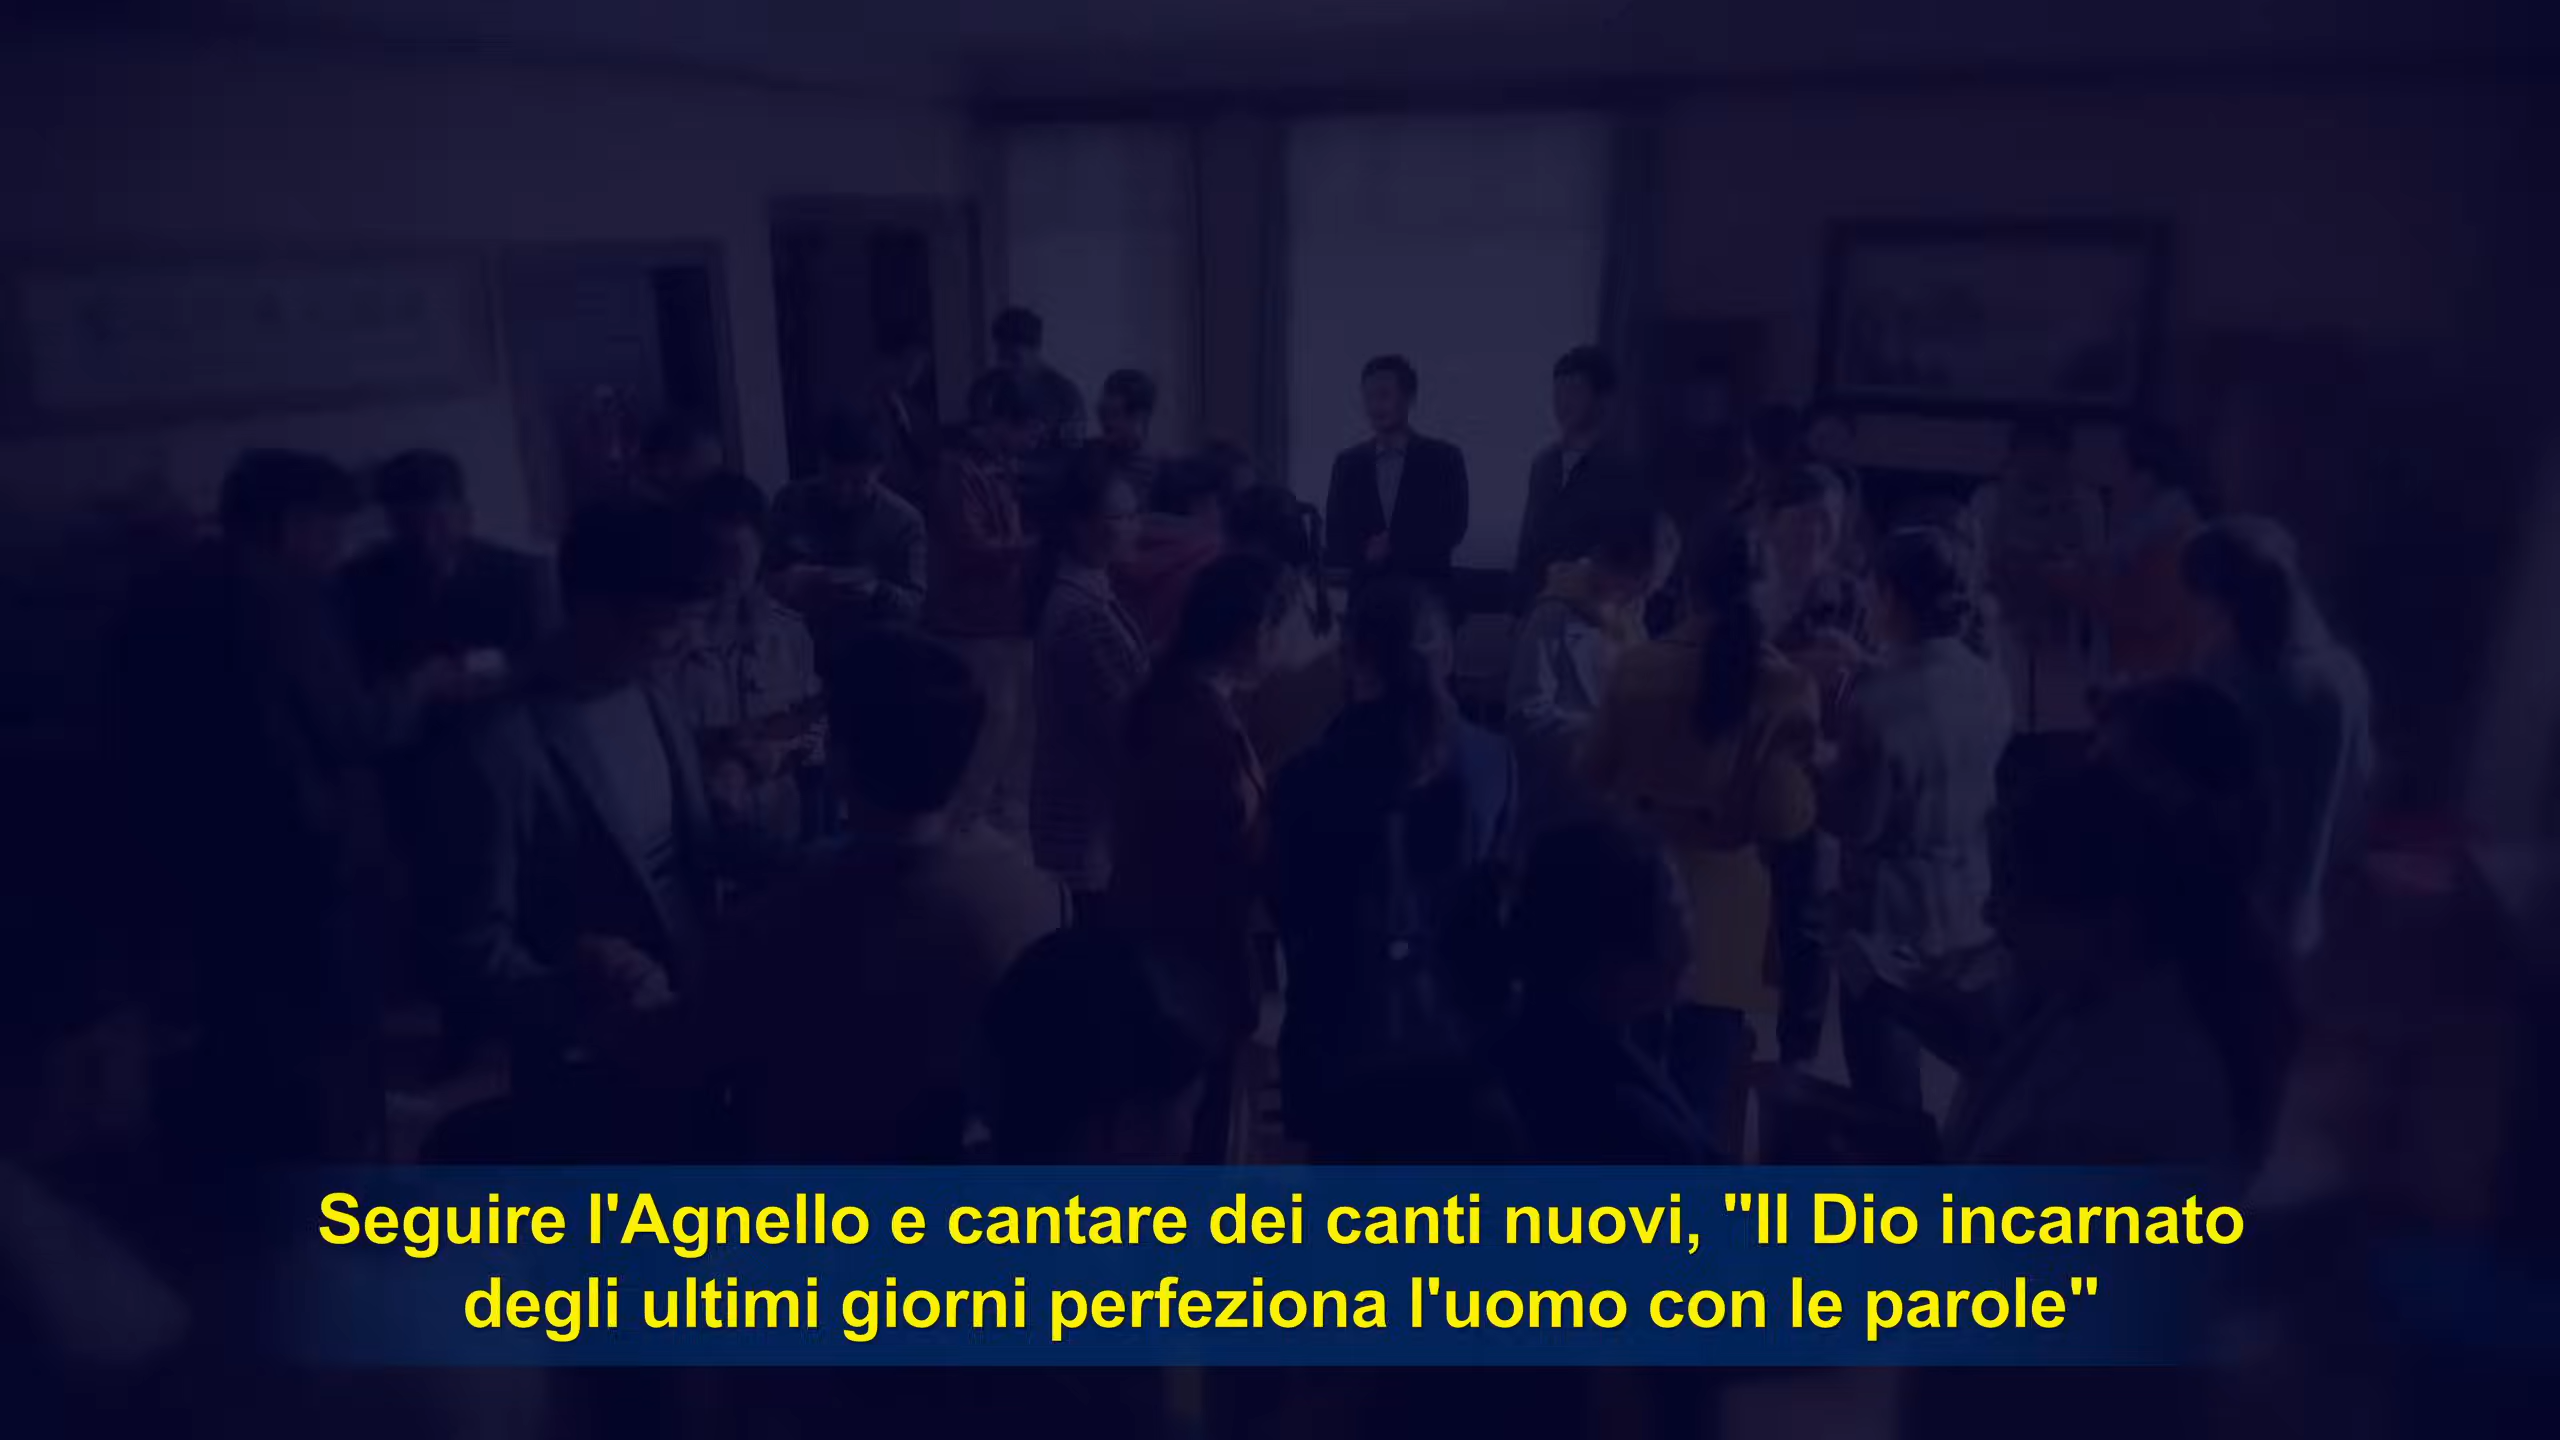 Seguire l'Agnello e cantare dei canti nuovi, "Il Dio incarnato
degli ultimi giorni perfeziona l'uomo con le parole"